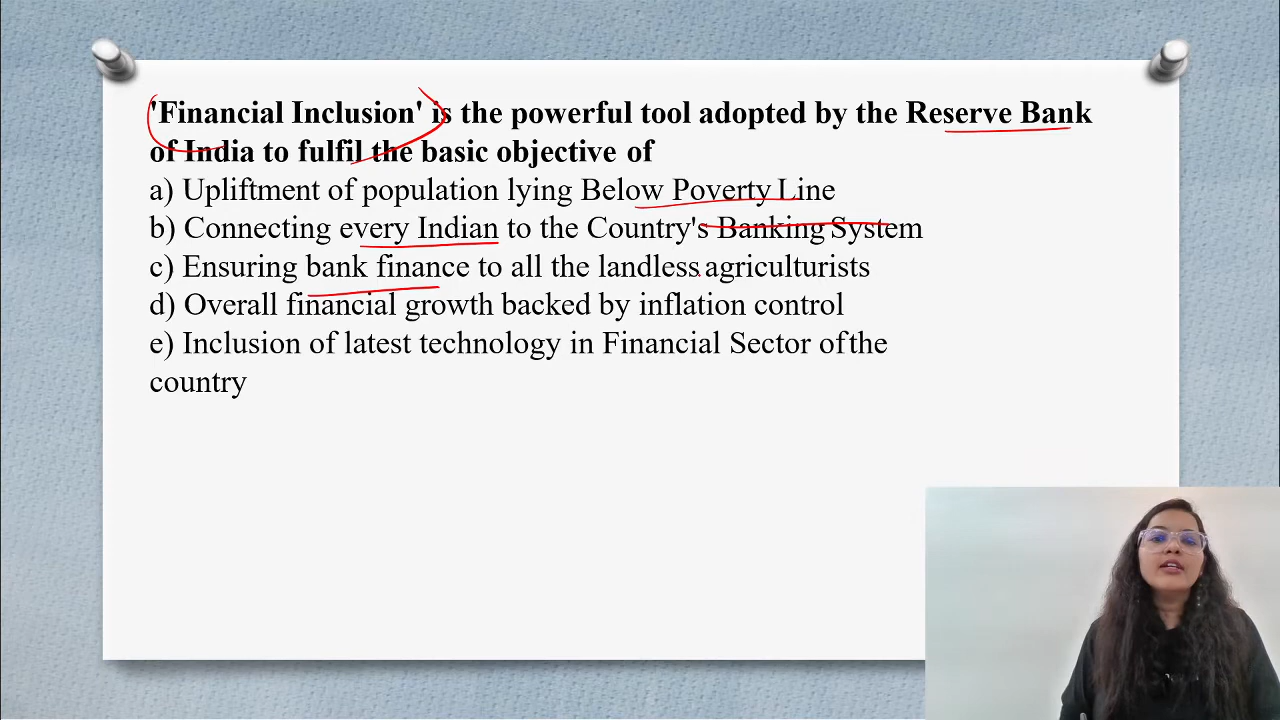 'Financial Inclusion' is the powerful tool adopted by the Reserve Bank
of India to fulfil the basic objective of
a) Upliftment of population lying Below Poverty Line
b) Connecting every Indian to the Country's Banking System
c) Ensuring bank finance to all the landless agriculturists
d) Overall financial growth backed by inflation control
e) Inclusion of latest technology in Financial Sector of the
country